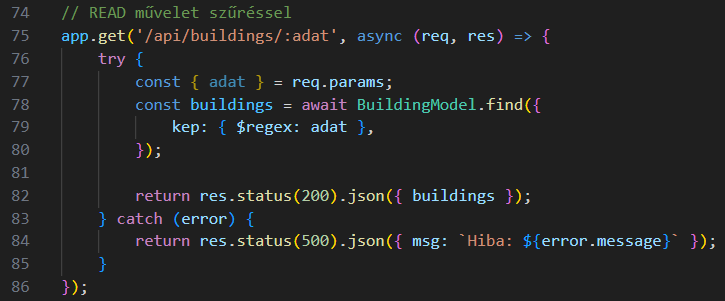 74 // READ művelet szűréssel
75 app.get('/api/buildings/:adat', async (req, res) => {
76     try {
77         const { adat } = req.params;
78         const buildings = await BuildingModel.find({
79             kep: { $regex: adat },
80         });
81
82         return res.status(200).json({ buildings });
83     } catch (error) {
84         return res.status(500).json({ msg: `Hiba: ${error.message}` });
85     }
86 });